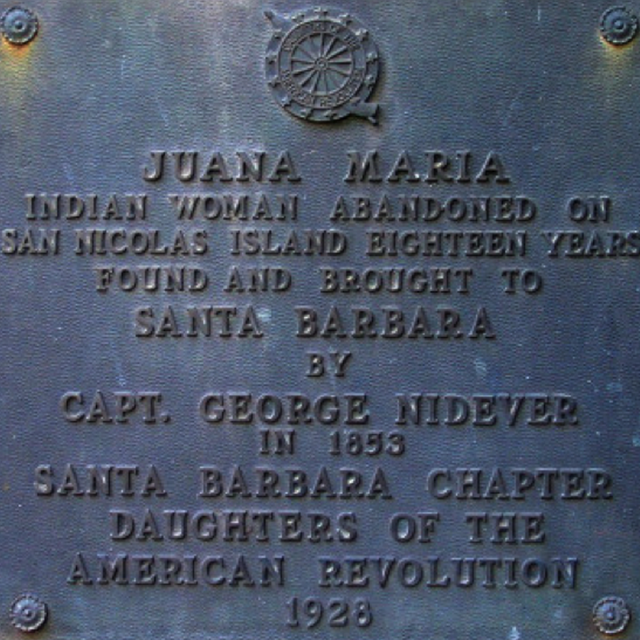 JUANA MARIA
INDIAN WOMAN ABANDONED ON
SAN NICOLAS ISLAND EIGHTEEN YEARS
FOUND AND BROUGHT TO
SANTA BARBARA
BY
CAPT. GEORGE NIDEVER
IN 1853
SANTA BARBARA CHAPTER
DAUGHTERS OF THE
AMERICAN REVOLUTION
1928